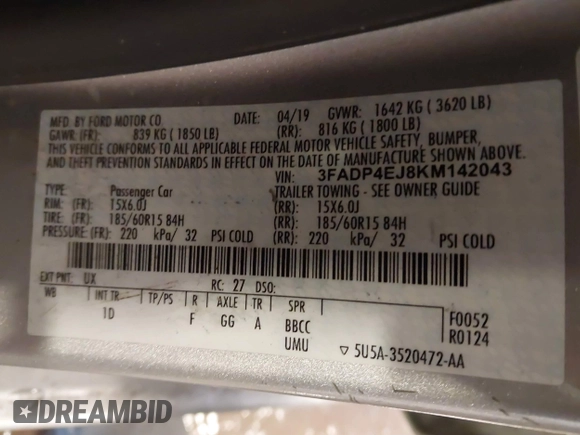 MFD. BY FORD MOTOR CO. DATE: 04/19 GVWR: 1642 KG ( 3620 LB)
GAWR: (FR): 839 KG ( 1850 LB) (RR): 816 KG ( 1800 LB)
THIS VEHICLE CONFORMS TO ALL APPLICABLE FEDERAL MOTOR VEHICLE SAFETY, BUMPER,
AND THEFT PREVENTION STANDARDS IN EFFECT ON THE DATE OF MANUFACTURE SHOWN ABOVE.
VIN: 3FADP4EJ8KM142043
TYPE: Passenger Car TRAILER TOWING - SEE OWNER GUIDE
RIM: (FR): 15X6.0J (RR): 15X6.0J
TIRE: (FR): 185/60R15 84H (RR): 185/60R15 84H
PRESSURE: (FR): 220 kPa/ 32 PSI COLD (RR): 220 kPa/ 32 PSI COLD
EXT PNT: UX RC: 27 DSO:
WB INT TR TP/PS R AXLE TR SPR
1D F GG A BBCC
UMU
F0052
R0124
▽ 5U5A-3520472-AA
DREAMBID